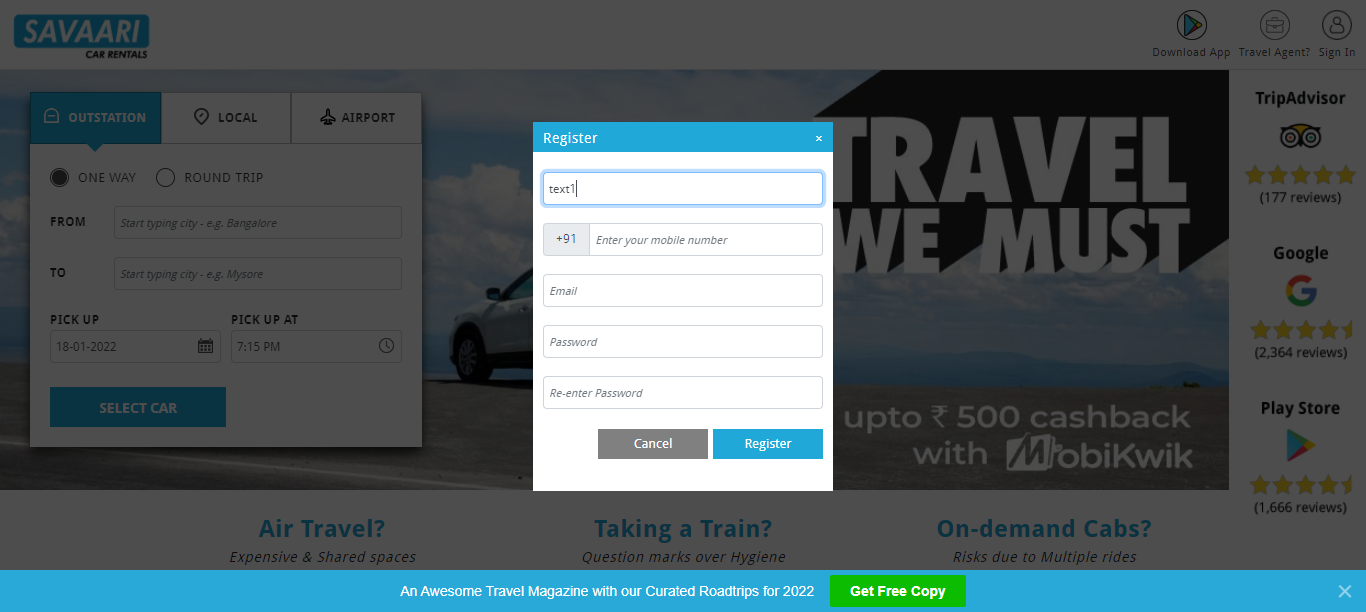 SAVAARI
CAR RENTALS
Download App
Travel Agent?
Sign In
OUTSTATION
LOCAL
AIRPORT
ONE WAY
ROUND TRIP
FROM
Start typing city - e.g. Bangalore
TO
Start typing city - e.g. Mysore
PICK UP
PICK UP AT
18-01-2022
7:15 PM
SELECT CAR
Register
×
text1
+91
Enter your mobile number
Email
Password
Re-enter Password
Cancel
Register
TRAVEL
WE MUST
upto ₹ 500 cashback
with MobiKwik
TripAdvisor
(177 reviews)
Google
(2,364 reviews)
Play Store
(1,666 reviews)
Air Travel?
Expensive & Shared spaces
Taking a Train?
Question marks over Hygiene
On-demand Cabs?
Risks due to Multiple rides
An Awesome Travel Magazine with our Curated Roadtrips for 2022
Get Free Copy